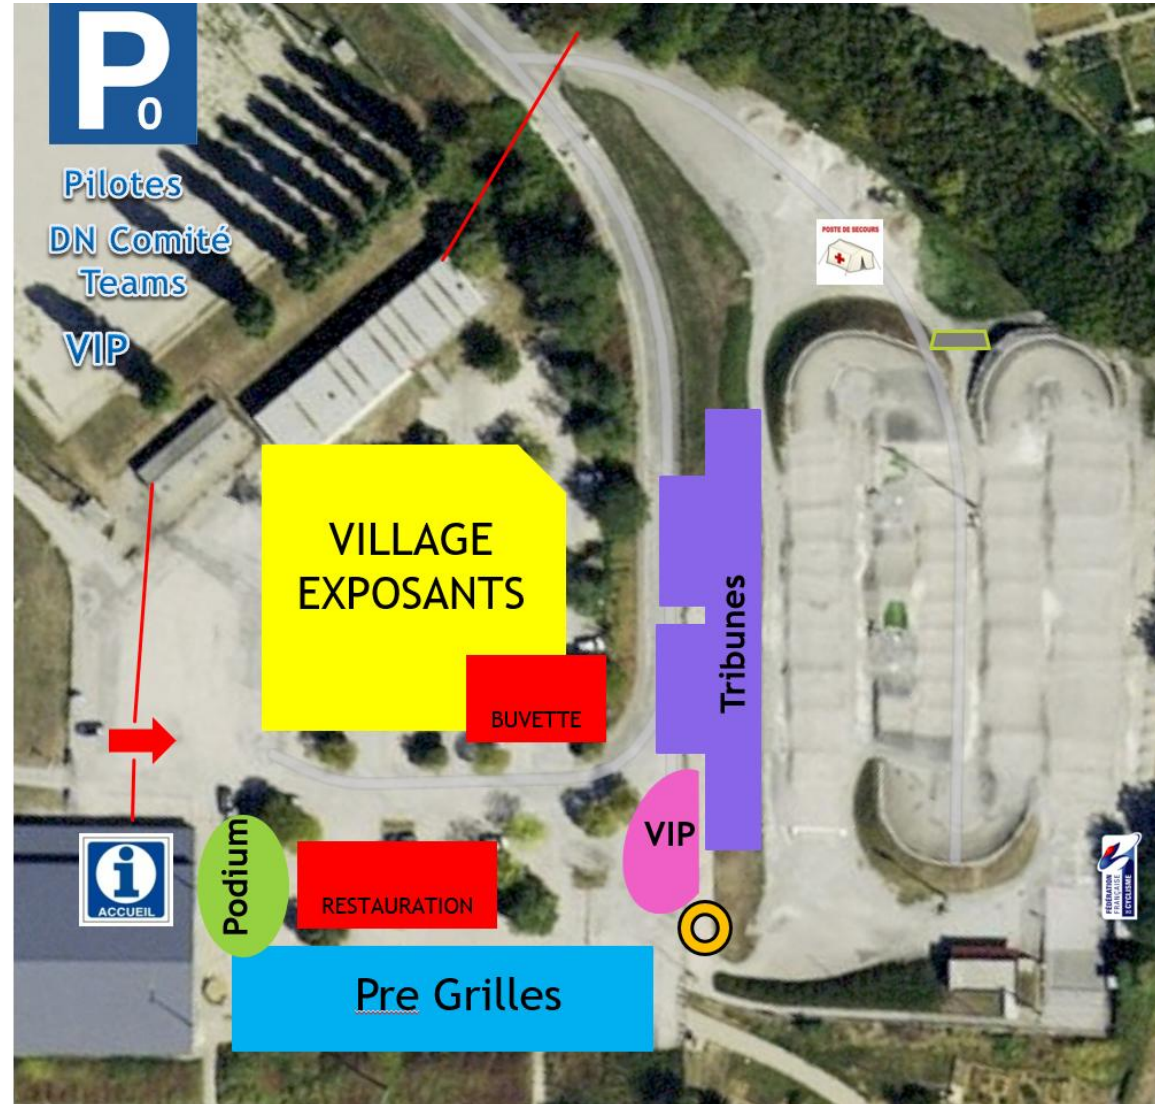 P
0
Pilotes
DN Comité
Teams
VIP
POSTE DE SECOURS
VILLAGE
EXPOSANTS
BUVETTE
Tribunes
VIP
Podium
ACCUEIL
RESTAURATION
Pre Grilles
FÉDÉRATION
FRANÇAISE
DE CYCLISME